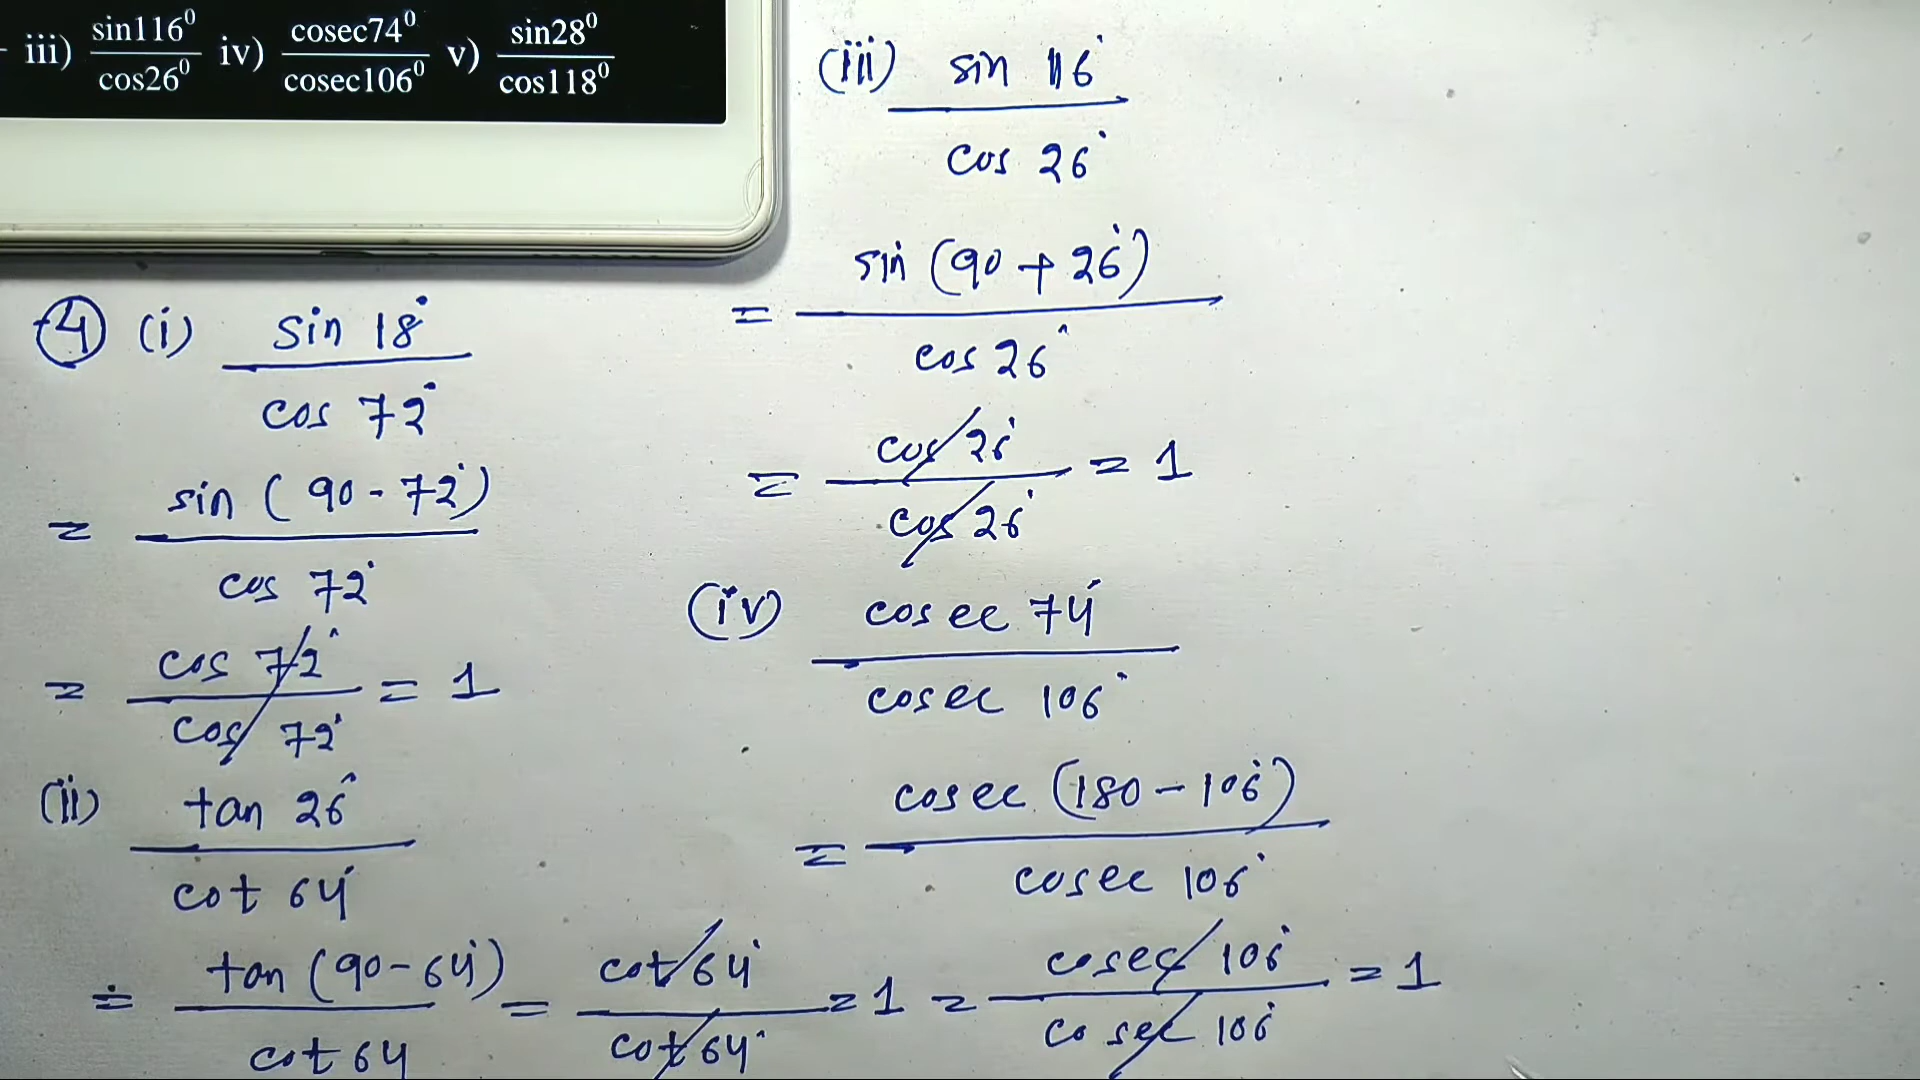 iii) sin116⁰/cos26⁰ iv) cosec74⁰/cosec106⁰ v) sin28⁰/cos118⁰
④ (i) sin 18°
cos 72°
= sin (90 - 72°)
cos 72°
= cos 72° = 1
cos 72°
(ii) tan 26°
cot 64°
= tan (90 - 64°) = cot 64° = 1
cot 64 cot 64°
(iii) sin 116°
cos 26°
= sin (90 + 26°)
cos 26°
= cos 26° = 1
cos 26°
(iv) cosec 74°
cosec 106°
= cosec (180 - 106°)
cosec 106°
= cosec 106° = 1
cosec 106°